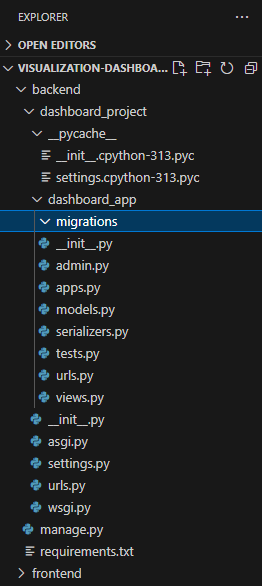 EXPLORER
OPEN EDITORS
VISUALIZATION-DASHBOA...
backend
dashboard_project
__pycache__
__init__.cpython-313.pyc
settings.cpython-313.pyc
dashboard_app
migrations
__init__.py
admin.py
apps.py
models.py
serializers.py
tests.py
urls.py
views.py
__init__.py
asgi.py
settings.py
urls.py
wsgi.py
manage.py
requirements.txt
frontend